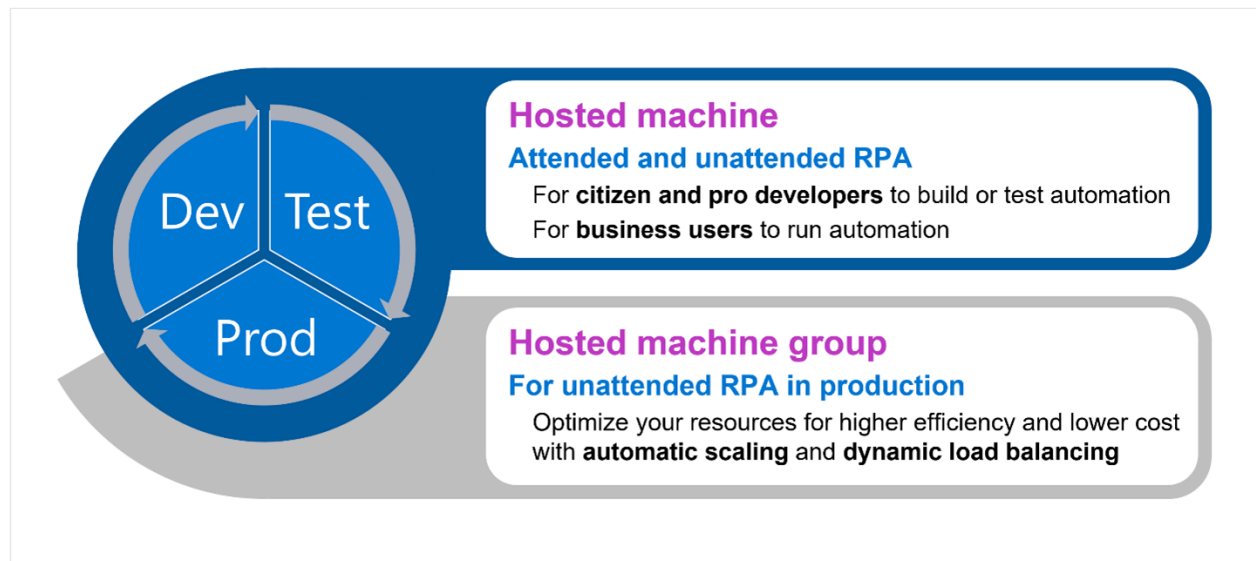 Dev
Test
Prod
Hosted machine
Attended and unattended RPA
For citizen and pro developers to build or test automation
For business users to run automation
Hosted machine group
For unattended RPA in production
Optimize your resources for higher efficiency and lower cost
with automatic scaling and dynamic load balancing